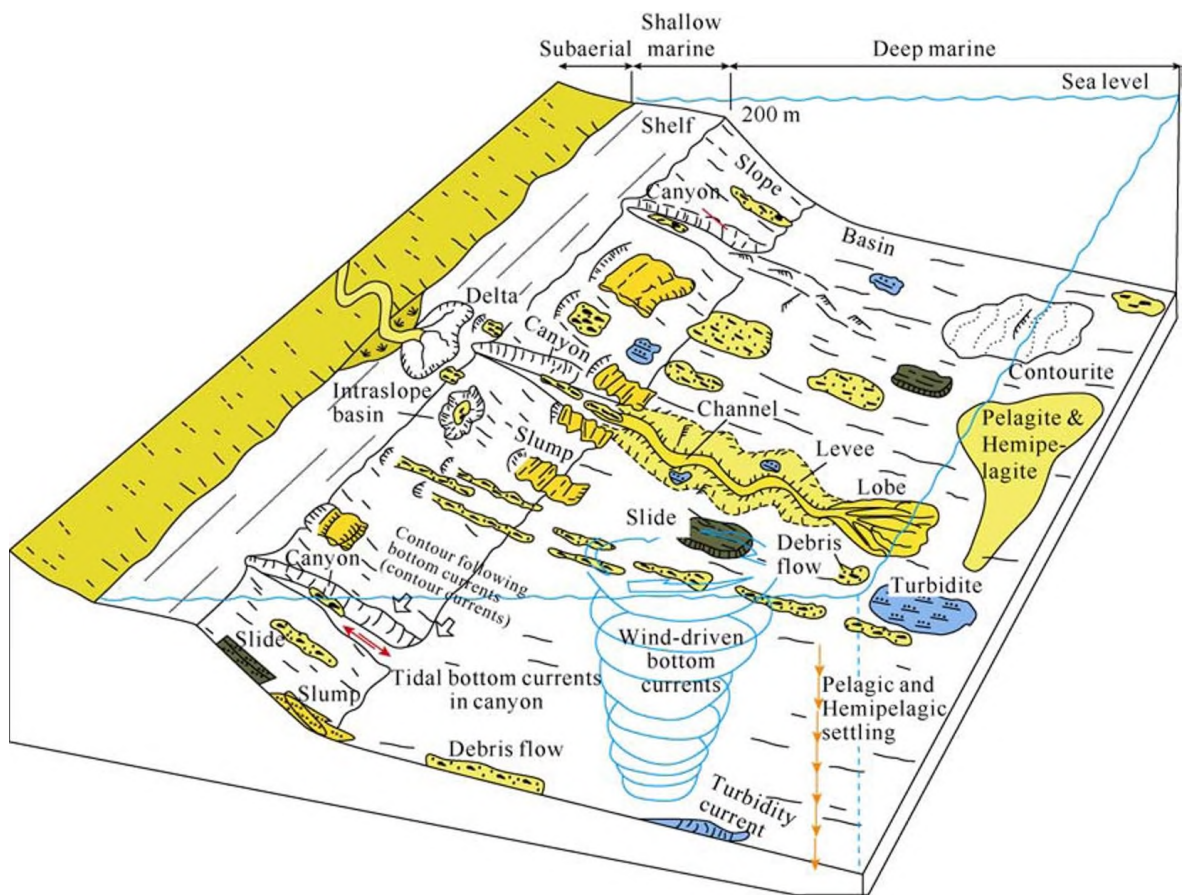 Subaerial
Shallow
marine
Deep marine
Sea level
200 m
Shelf
Slope
Canyon
Basin
Delta
Canyon
Contourite
Intraslope
basin
Channel
Pelagite &
Hemipe-
lagite
Slump
Levee
Lobe
Slide
Debris
flow
Canyon
Contour following
bottom currents
(contour currents)
Turbidite
Slide
Wind-driven
bottom
currents
Tidal bottom currents
in canyon
Pelagic and
Hemipelagic
settling
Slump
Debris flow
Turbidity
current